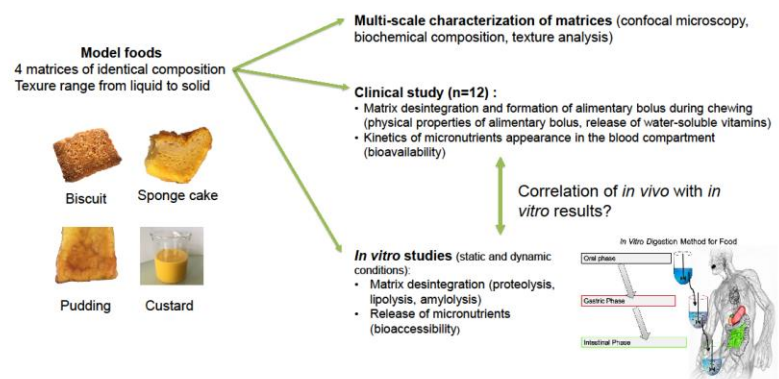 Model foods
4 matrices of identical composition
Texure range from liquid to solid
Biscuit
Sponge cake
Pudding
Custard
Multi-scale characterization of matrices (confocal microscopy,
biochemical composition, texture analysis)
Clinical study (n=12) :
• Matrix desintegration and formation of alimentary bolus during chewing
(physical properties of alimentary bolus, release of water-soluble vitamins)
• Kinetics of micronutrients appearance in the blood compartment
(bioavailability)
Correlation of in vivo with in
vitro results?
In vitro studies (static and dynamic
conditions):
• Matrix desintegration (proteolysis,
lipolysis, amylolysis)
• Release of micronutrients
(bioaccessibility)
In Vitro Digestion Method for Food
Oral phase
Gastric Phase
Intestinal Phase